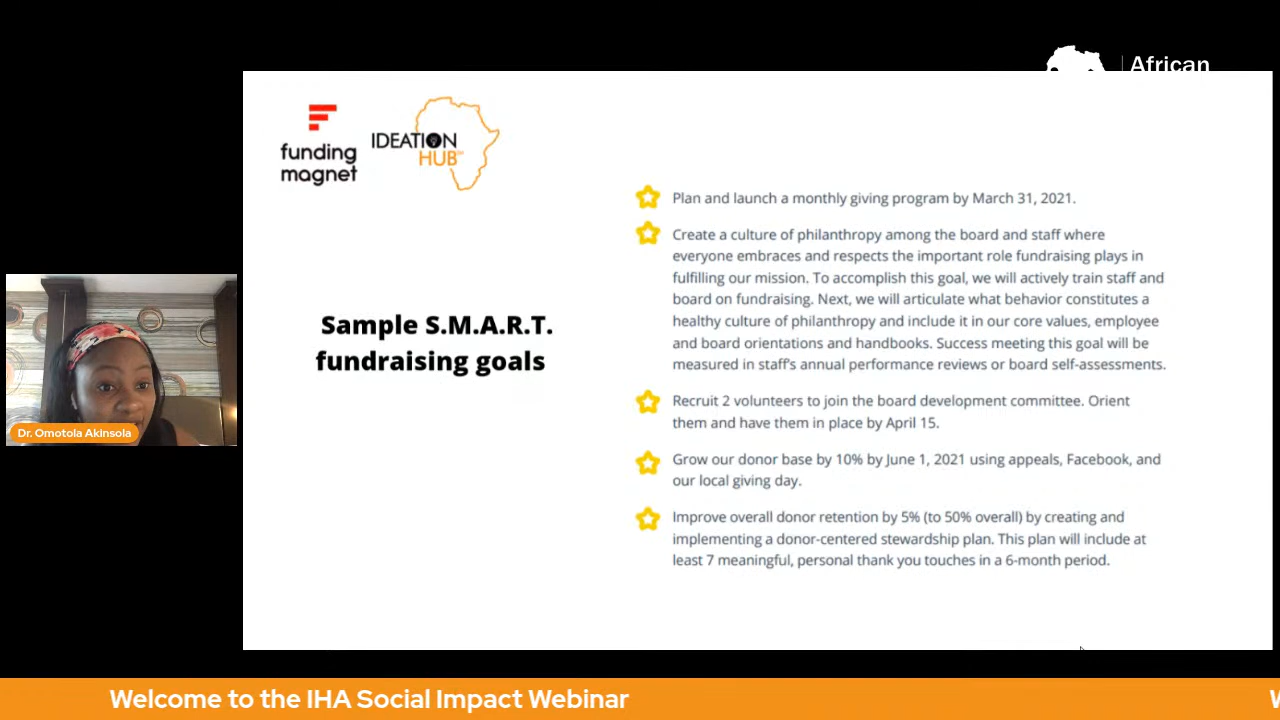 African
funding
magnet
IDEATION
HUB
Sample S.M.A.R.T.
fundraising goals
Plan and launch a monthly giving program by March 31, 2021.
Create a culture of philanthropy among the board and staff where
everyone embraces and respects the important role fundraising plays in
fulfilling our mission. To accomplish this goal, we will actively train staff and
board on fundraising. Next, we will articulate what behavior constitutes a
healthy culture of philanthropy and include it in our core values, employee
and board orientations and handbooks. Success meeting this goal will be
measured in staff's annual performance reviews or board self-assessments.
Recruit 2 volunteers to join the board development committee. Orient
them and have them in place by April 15.
Grow our donor base by 10% by June 1, 2021 using appeals, Facebook, and
our local giving day.
Improve overall donor retention by 5% (to 50% overall) by creating and
implementing a donor-centered stewardship plan. This plan will include at
least 7 meaningful, personal thank you touches in a 6-month period.
Dr. Omotola Akinsola
Welcome to the IHA Social Impact Webinar